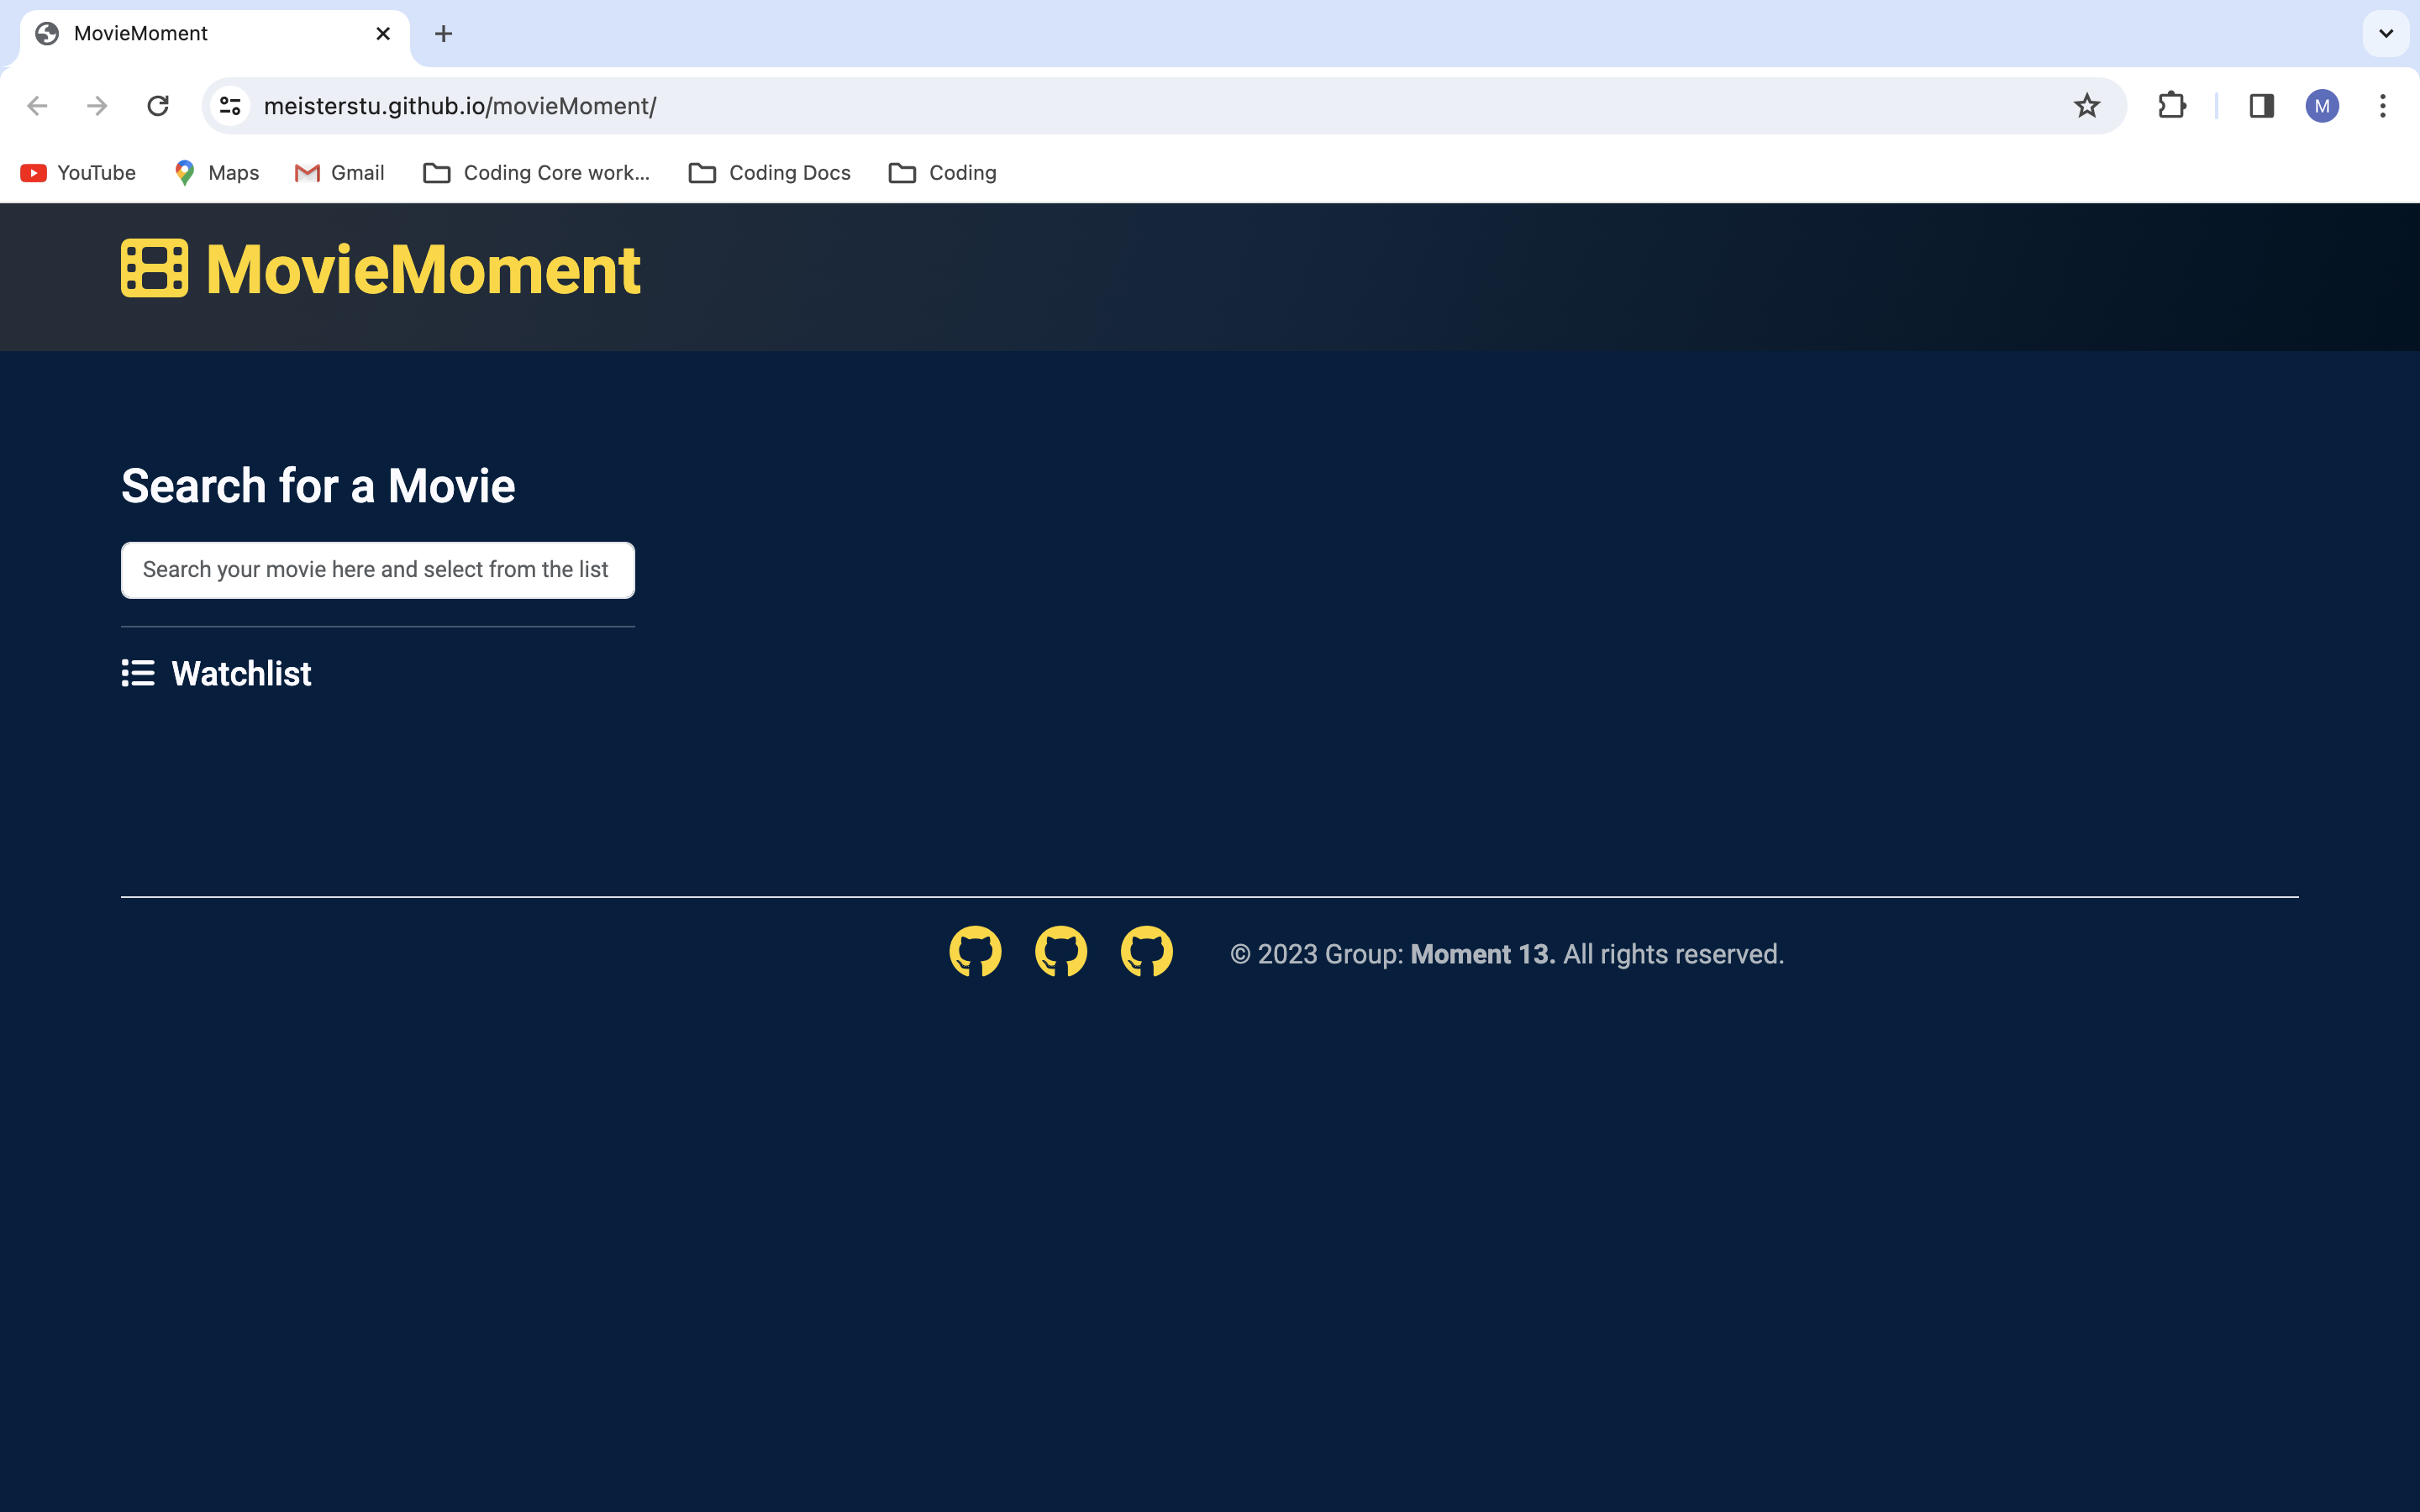 MovieMoment
meisterstu.github.io/movieMoment/
M
YouTube Maps Gmail Coding Core work... Coding Docs Coding
MovieMoment
Search for a Movie
Search your movie here and select from the list
Watchlist
© 2023 Group: Moment 13. All rights reserved.